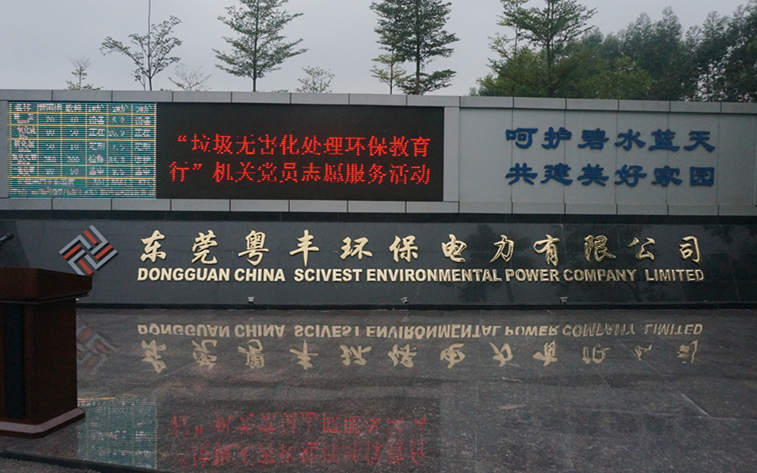 “垃圾无害化处理环保教育
行”机关党员志愿服务活动
呵护碧水蓝天
共建美好家园
东莞粤丰环保电力有限公司
DONGGUAN CHINA SCIVEST ENVIRONMENTAL POWER COMPANY LIMITED